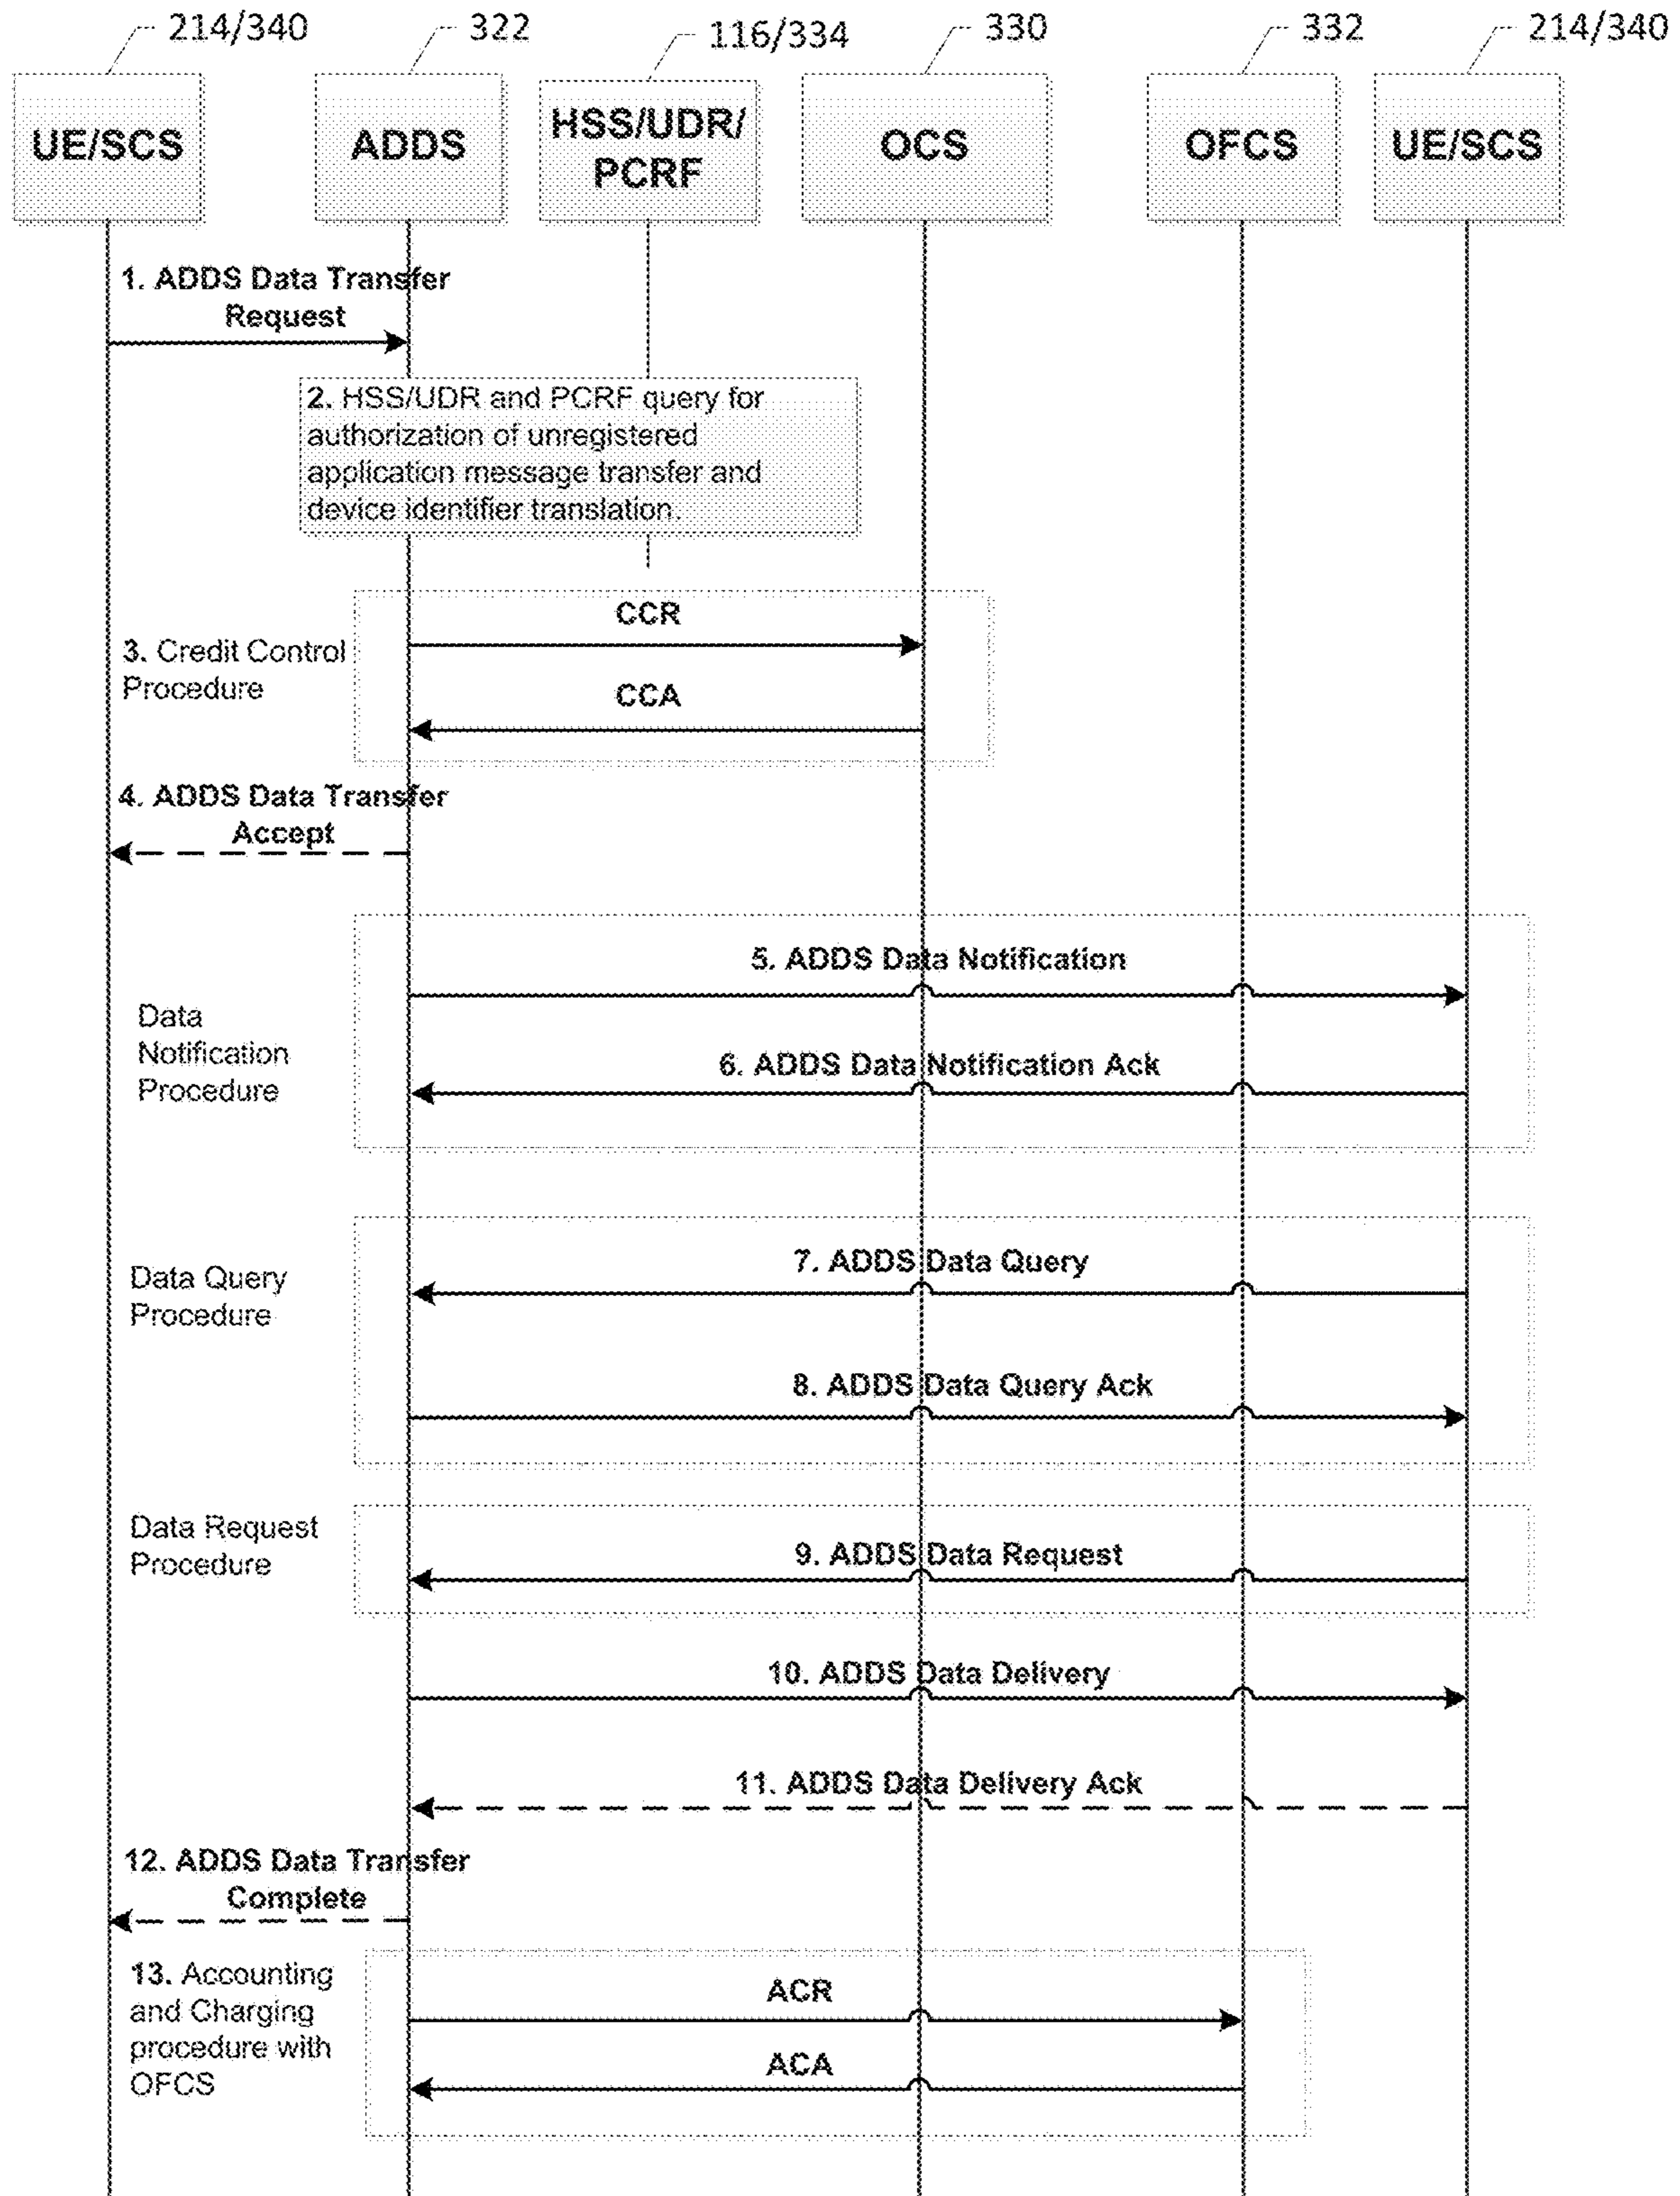 214/340
322
116/334
330
332
214/340
UE/SCS
ADDS
HSS/UDR/
PCRF
OCS
OFCS
UE/SCS
1. ADDS Data Transfer
Request
2. HSS/UDR and PCRF query for
authorization of unregistered
application message transfer and
device identifier translation.
CCR
3. Credit Control
Procedure
CCA
4. ADDS Data Transfer
Accept
5. ADDS Data Notification
Data
Notification
Procedure
6. ADDS Data Notification Ack
7. ADDS Data Query
Data Query
Procedure
8. ADDS Data Query Ack
Data Request
Procedure
9. ADDS Data Request
10. ADDS Data Delivery
11. ADDS Data Delivery Ack
12. ADDS Data Transfer
Complete
13. Accounting
and Charging
procedure with
OFCS
ACR
ACA